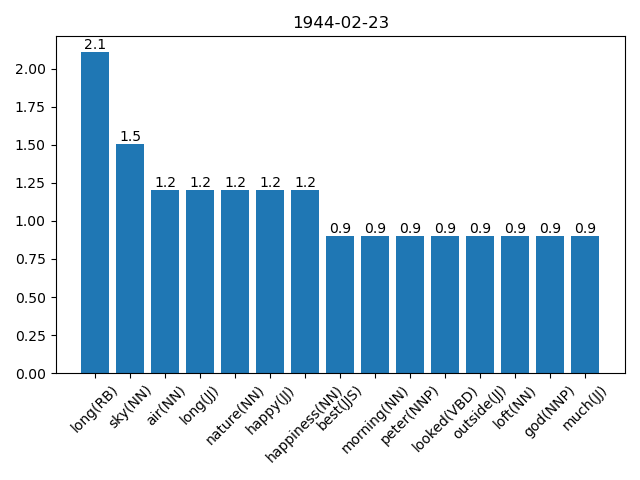 1944-02-23
2.1
1.5
1.2 1.2 1.2 1.2 1.2
0.9 0.9 0.9 0.9 0.9 0.9 0.9 0.9
2.00
1.75
1.50
1.25
1.00
0.75
0.50
0.25
0.00
long(RB)
sky(NN)
air(NN)
long(JJ)
nature(NN)
happy(JJ)
happiness(NN)
best(JJS)
morning(NN)
peter(NNP)
looked(VBD)
outside(JJ)
loft(NN)
god(NNP)
much(JJ)